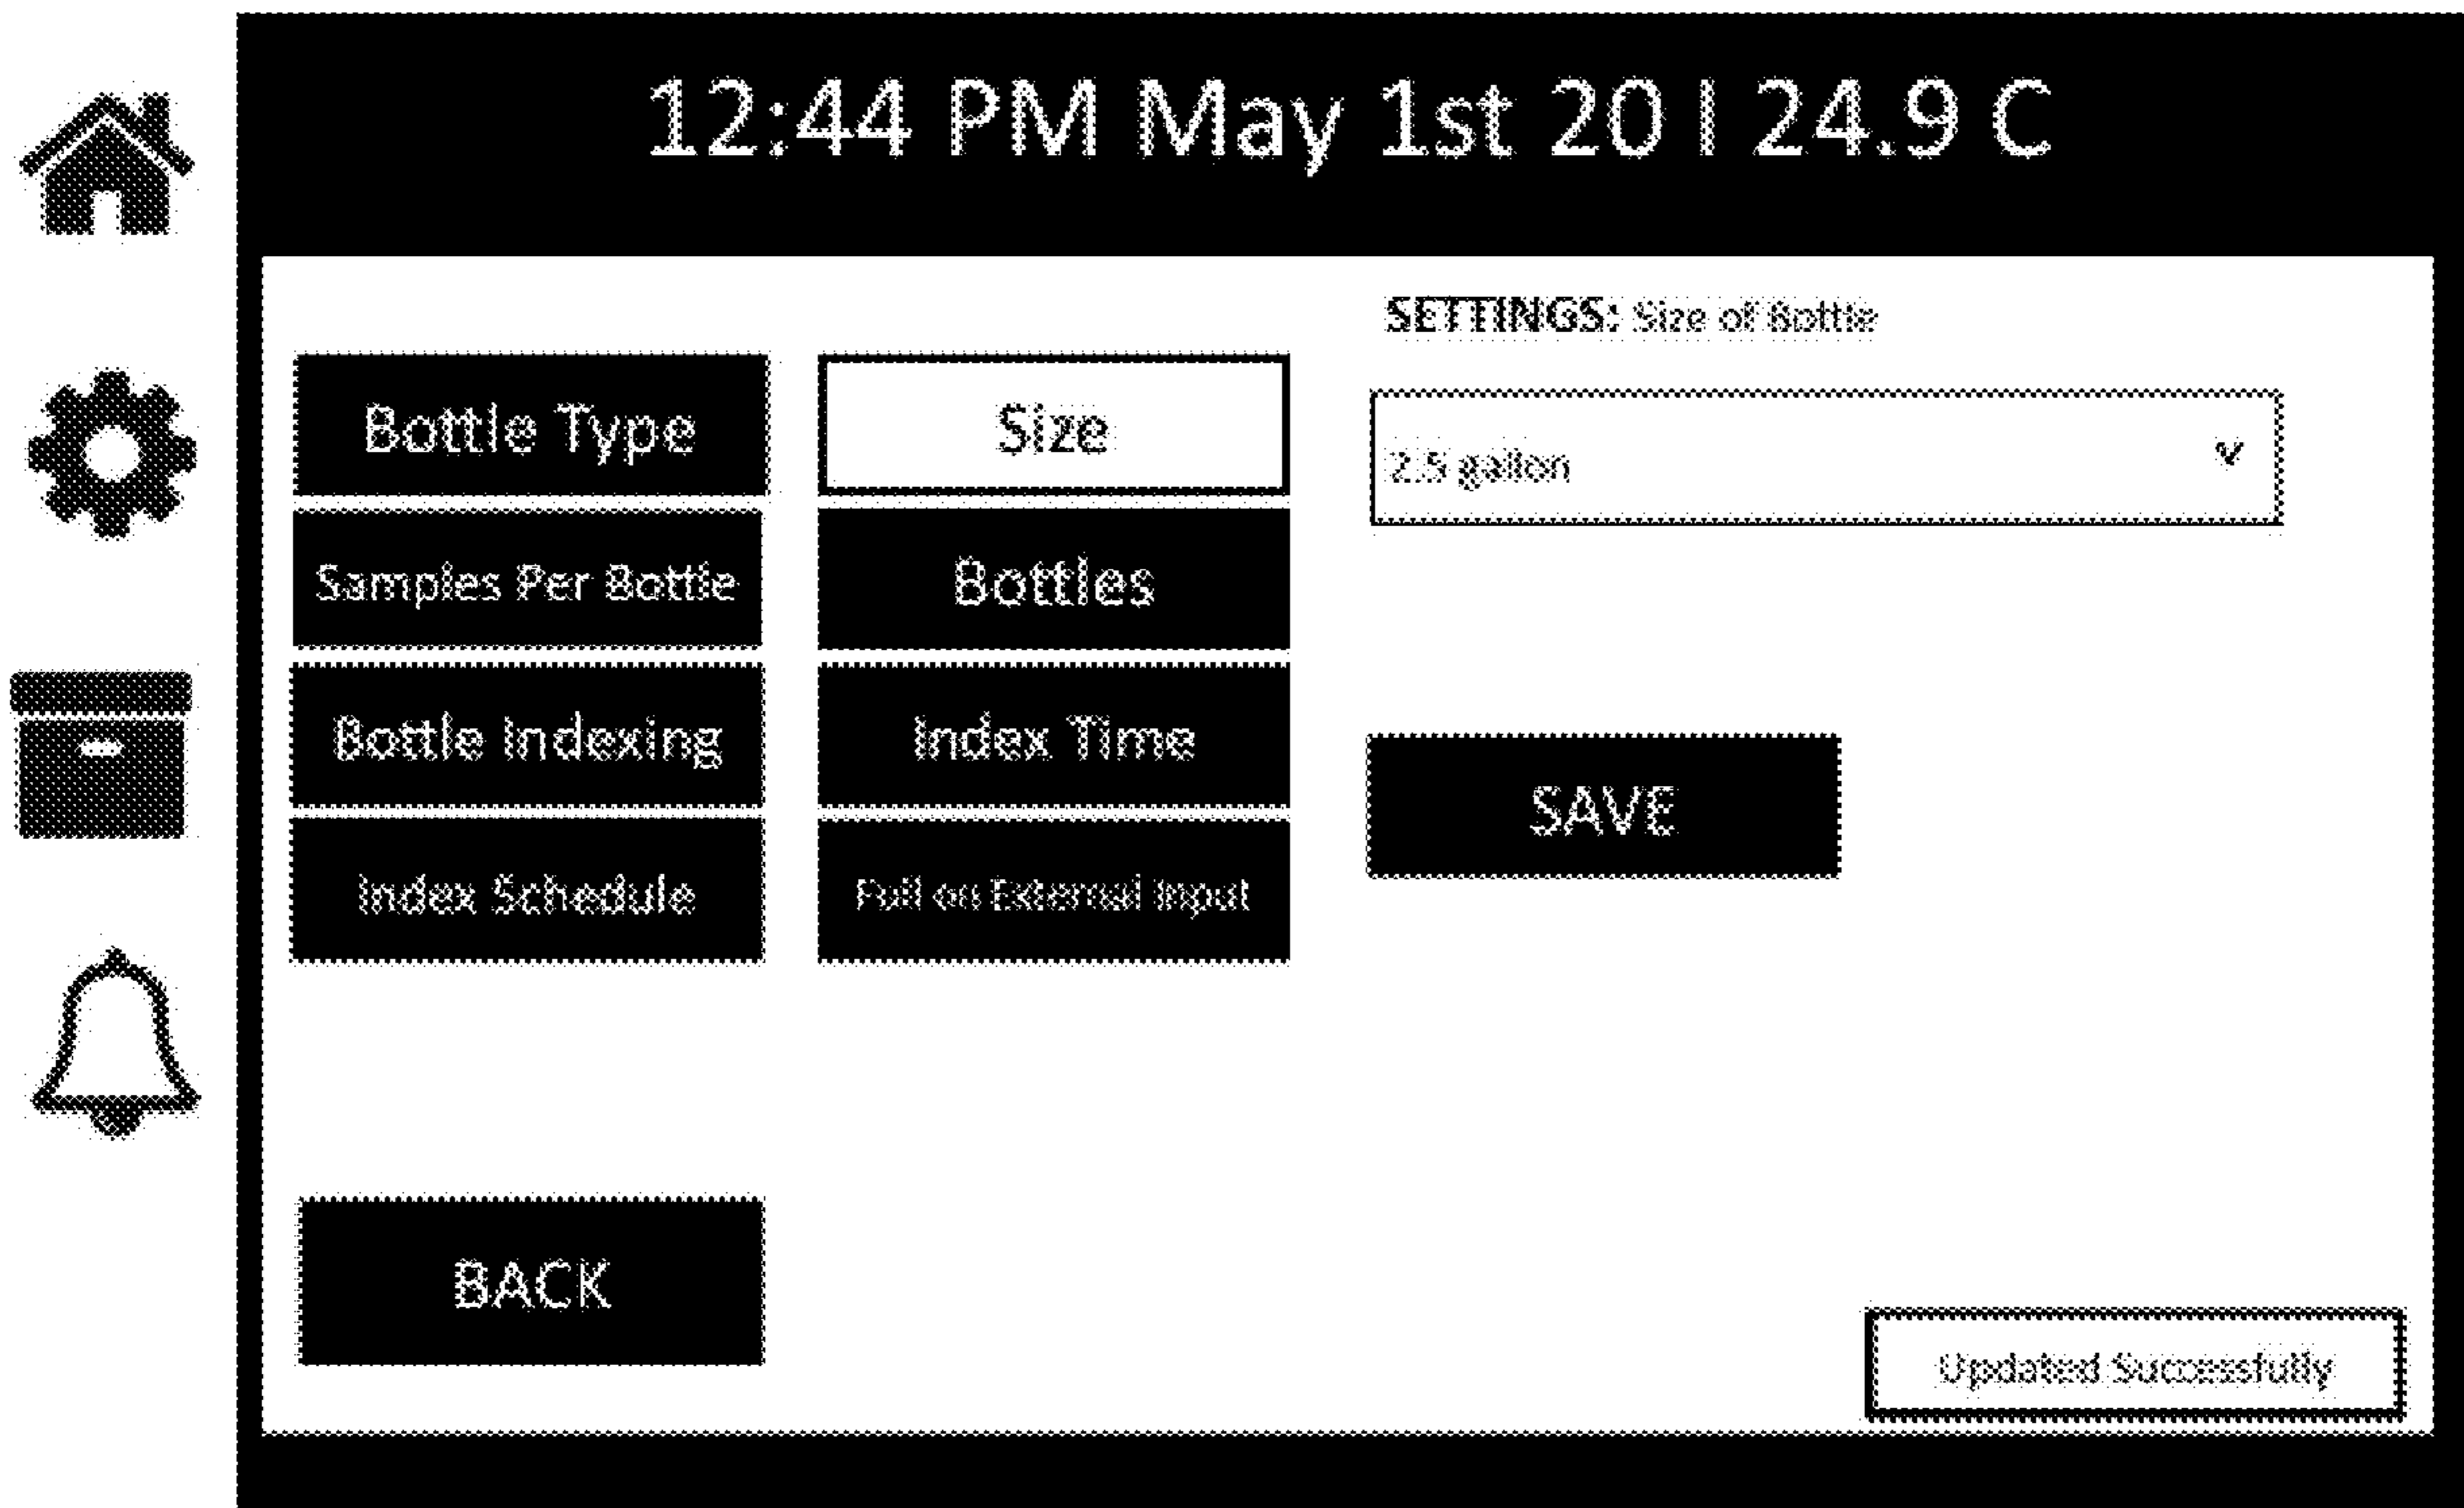 12:44 PM May 1st 20 | 24.9 C
SETTINGS: Size of Bottle
Bottle Type
Size
2.5 gallon
Samples Per Bottle
Bottles
Bottle Indexing
Index Time
SAVE
Index Schedule
Full on External Input
BACK
Updated Successfully